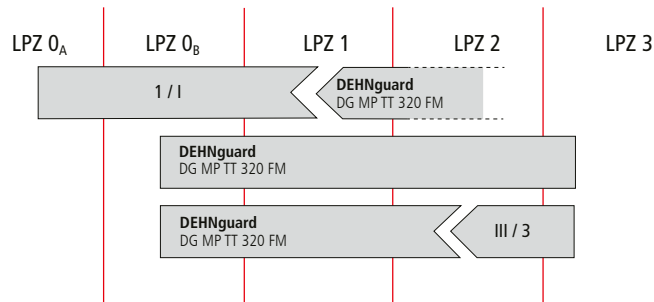 LPZ 0A LPZ 0B LPZ 1 LPZ 2 LPZ 3
1 / I
DEHNguard
DG MP TT 320 FM
DEHNguard
DG MP TT 320 FM
DEHNguard
DG MP TT 320 FM
III / 3